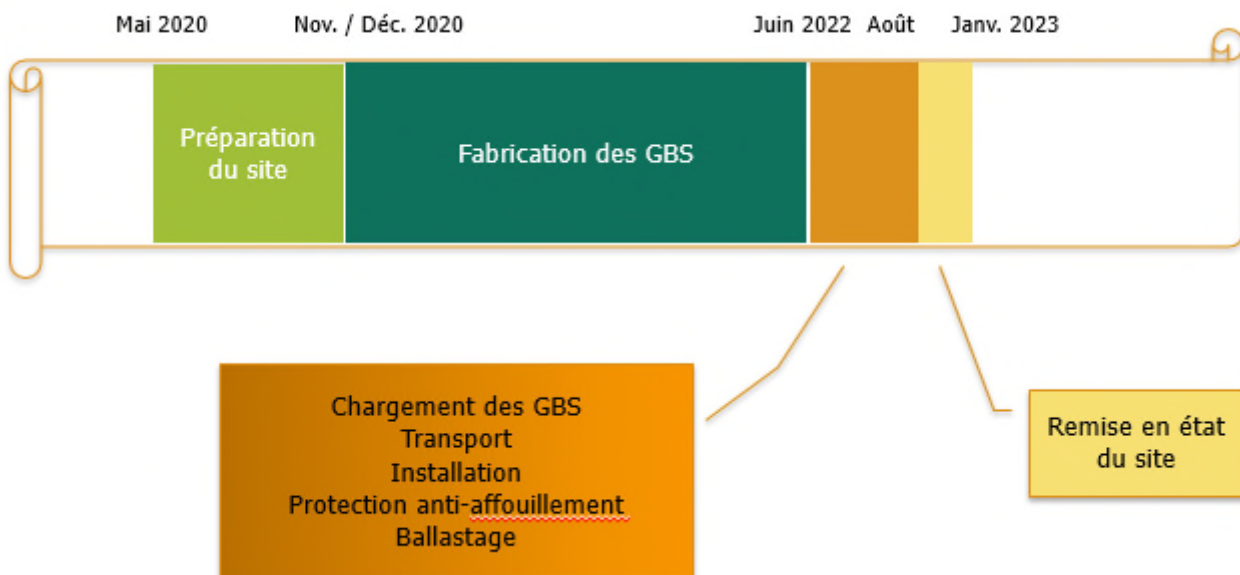 Mai 2020
Nov. / Déc. 2020
Juin 2022
Août
Janv. 2023
Préparation
du site
Fabrication des GBS
Chargement des GBS
Transport
Installation
Protection anti-affouillement
Ballastage
Remise en état
du site